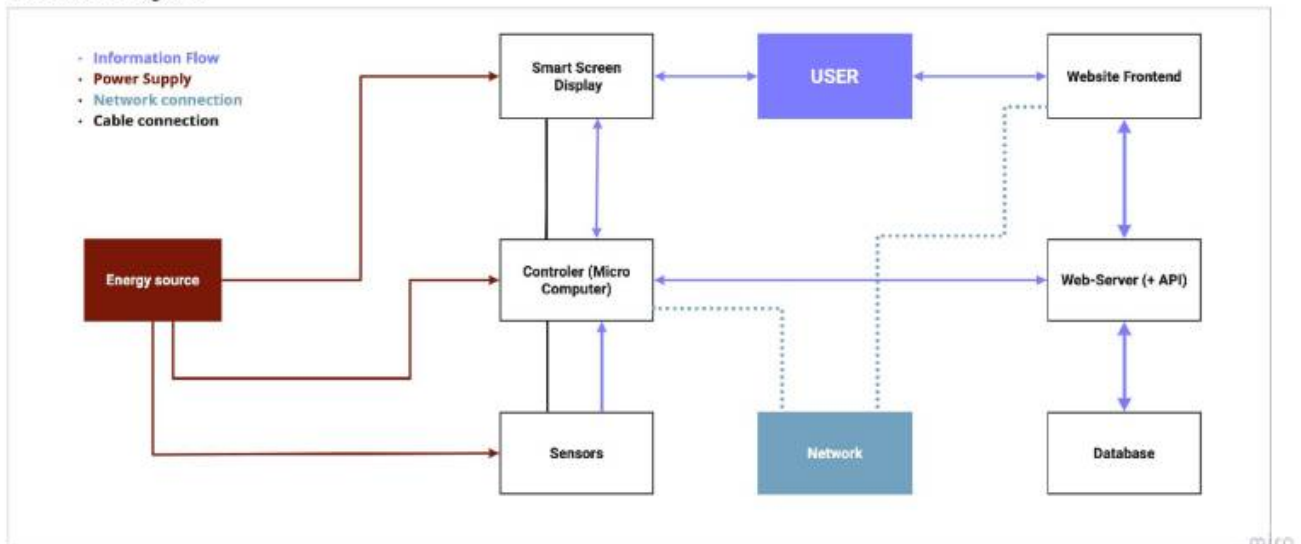 Information Flow
Power Supply
Network connection
Cable connection
Smart Screen
Display
USER
Website Frontend
Energy source
Controler (Micro
Computer)
Web-Server (+ API)
Sensors
Network
Database
miro